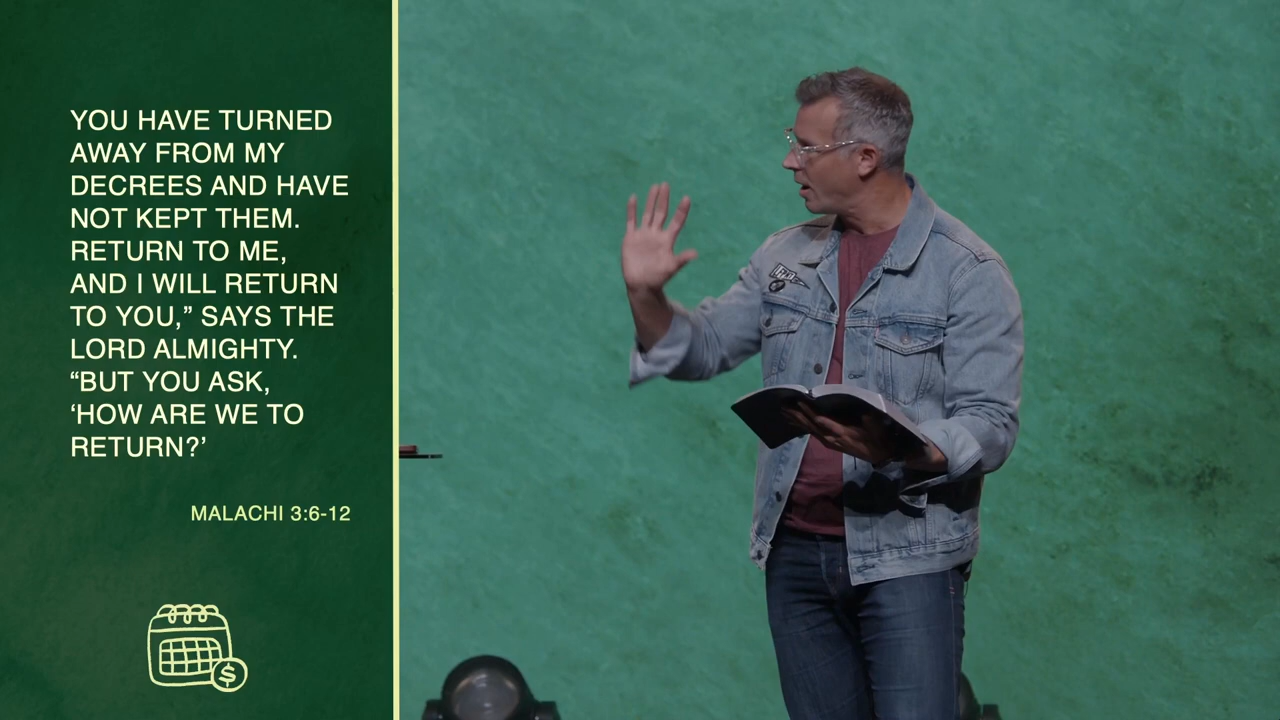 YOU HAVE TURNED
AWAY FROM MY
DECREES AND HAVE
NOT KEPT THEM.
RETURN TO ME,
AND I WILL RETURN
TO YOU,” SAYS THE
LORD ALMIGHTY.
“BUT YOU ASK,
‘HOW ARE WE TO
RETURN?’
MALACHI 3:6-12
$